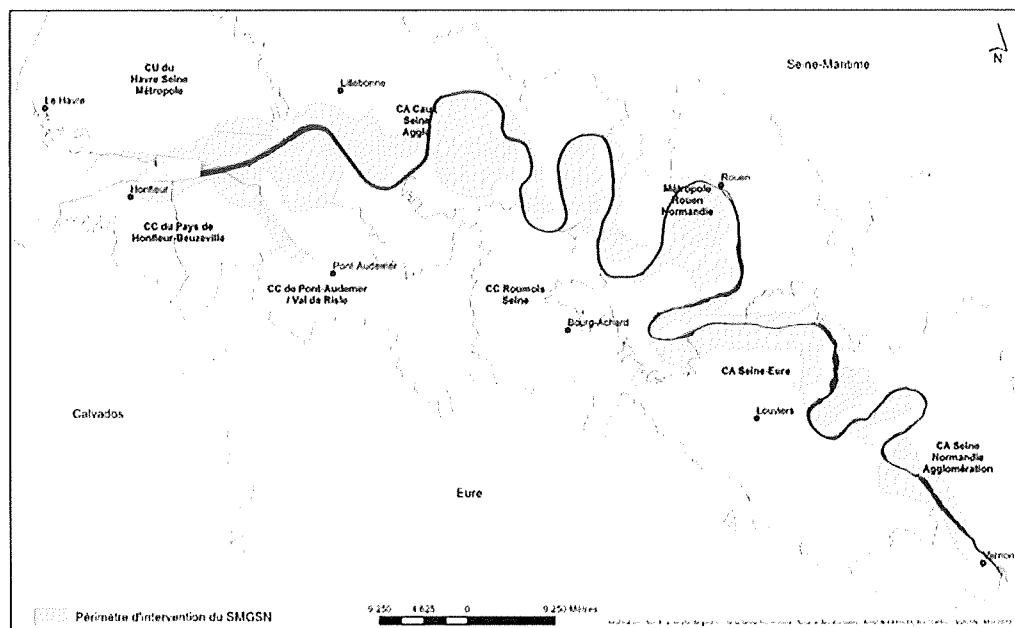 Seine-Maritime
N
CU du
Havre Seine
Métropole
Le Havre
Lillebonne
CA Caux
Seine
Agglo
Rouen
Métropole
Rouen
Normandie
Honfleur
CC du Pays de
Honfleur-Beuzeville
Pont Audemer
CC de Pont-Audemer
/ Val de Risle
CC Roumois
Seine
Bourg-Achard
CA Seine-Eure
Louviers
Calvados
CA Seine
Normandie
Agglomération
Eure
Vernon
Périmètre d'intervention du SMGSN
9 250 4 625 0 9 250 Mètres